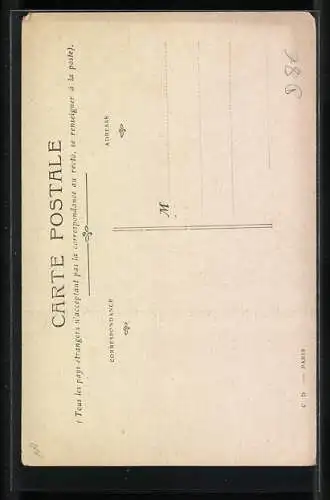 CARTE POSTALE
( Tous les pays étrangers n'acceptant pas la correspondance au recto, se renseigner à la poste).
CORRESPONDANCE
ADRESSE
M
C. D. — PARIS